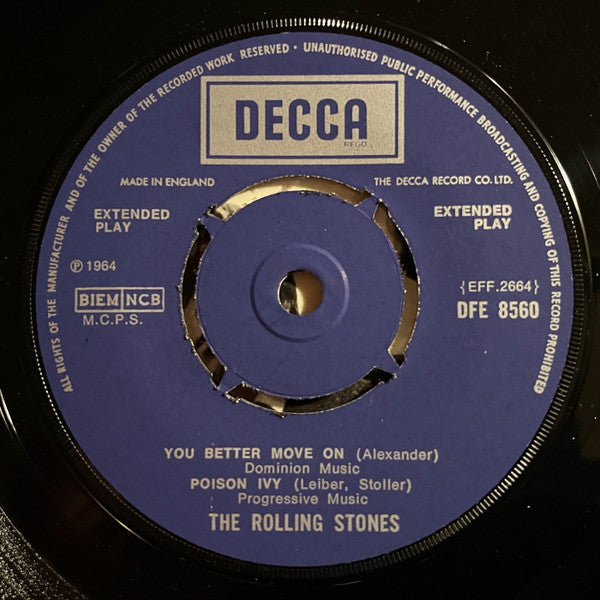 ALL RIGHTS OF THE MANUFACTURER AND OF THE OWNER OF THE RECORDED WORK RESERVED • UNAUTHORISED PUBLIC PERFORMANCE BROADCASTING AND COPYING OF THIS RECORD PROHIBITED
DECCA
REGD
MADE IN ENGLAND
THE DECCA RECORD CO. LTD.
EXTENDED
PLAY
EXTENDED
PLAY
℗ 1964
BIEM NCB
M.C.P.S.
{EFF.2664}
DFE 8560
YOU BETTER MOVE ON (Alexander)
Dominion Music
POISON IVY (Leiber, Stoller)
Progressive Music
THE ROLLING STONES